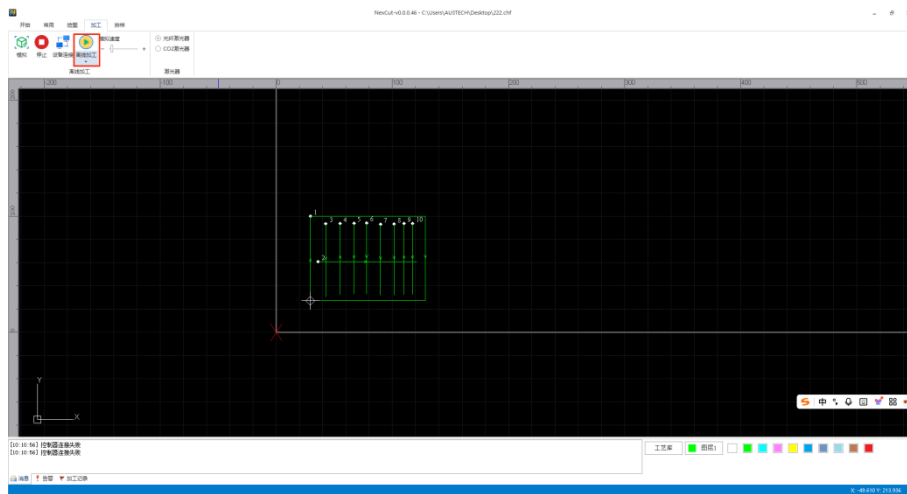 NexCut-v0.0.0.46 - C:\Users\AUSTECH\Desktop\222.chf
开始 常用 绘图 加工 排样
模拟速度
光纤激光器
CO2激光器
模拟 停止 设备连接 离线加工
离线加工 激光器
-200 -100 0 100 200 300 400 500
1
3 4 5 6 7 8 9 10
2
Y
X
中
[10:10:56] 控制器连接失败
[10:10:56] 控制器连接失败
工艺库 图层1
消息 告警 加工记录